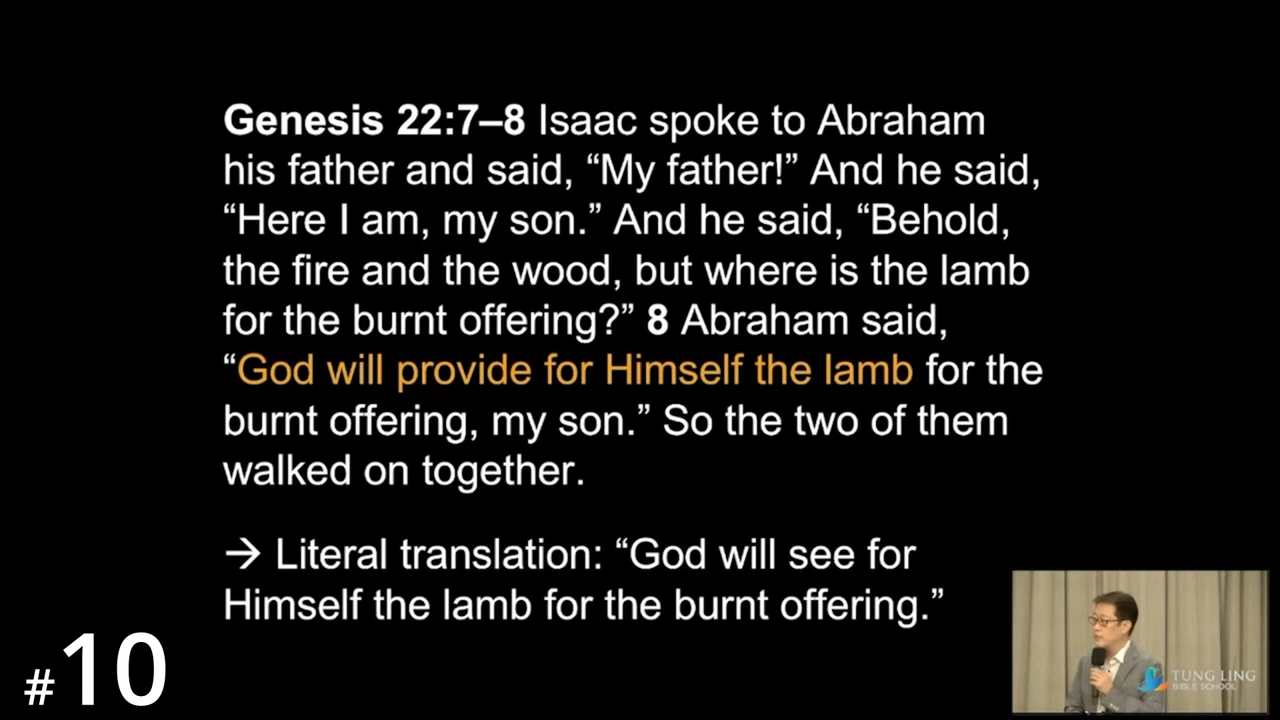 Genesis 22:7–8 Isaac spoke to Abraham
his father and said, “My father!” And he said,
“Here I am, my son.” And he said, “Behold,
the fire and the wood, but where is the lamb
for the burnt offering?” 8 Abraham said,
“God will provide for Himself the lamb for the
burnt offering, my son.” So the two of them
walked on together.
→ Literal translation: “God will see for
Himself the lamb for the burnt offering.”
#10
TUNG LING
BIBLE SCHOOL